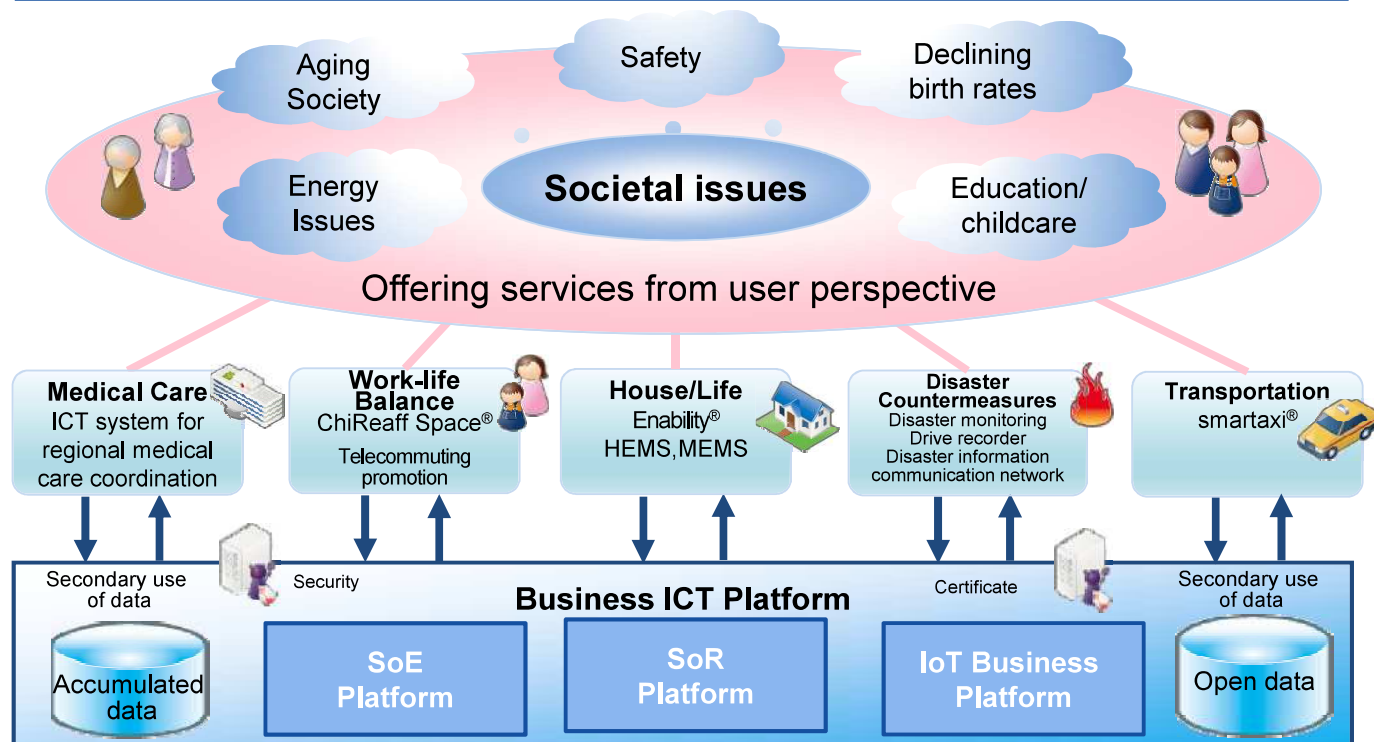 Aging
Society
Safety
Declining
birth rates
Energy
Issues
Societal issues
Education/
childcare
Offering services from user perspective
Medical Care
ICT system for
regional medical
care coordination
Work-life
Balance
ChiReaff Space®
Telecommuting
promotion
House/Life
Enability®
HEMS,MEMS
Disaster
Countermeasures
Disaster monitoring
Drive recorder
Disaster information
communication network
Transportation
smartaxi®
Secondary use
of data
Security
Business ICT Platform
Certificate
Secondary use
of data
Accumulated
data
SoE
Platform
SoR
Platform
IoT Business
Platform
Open data